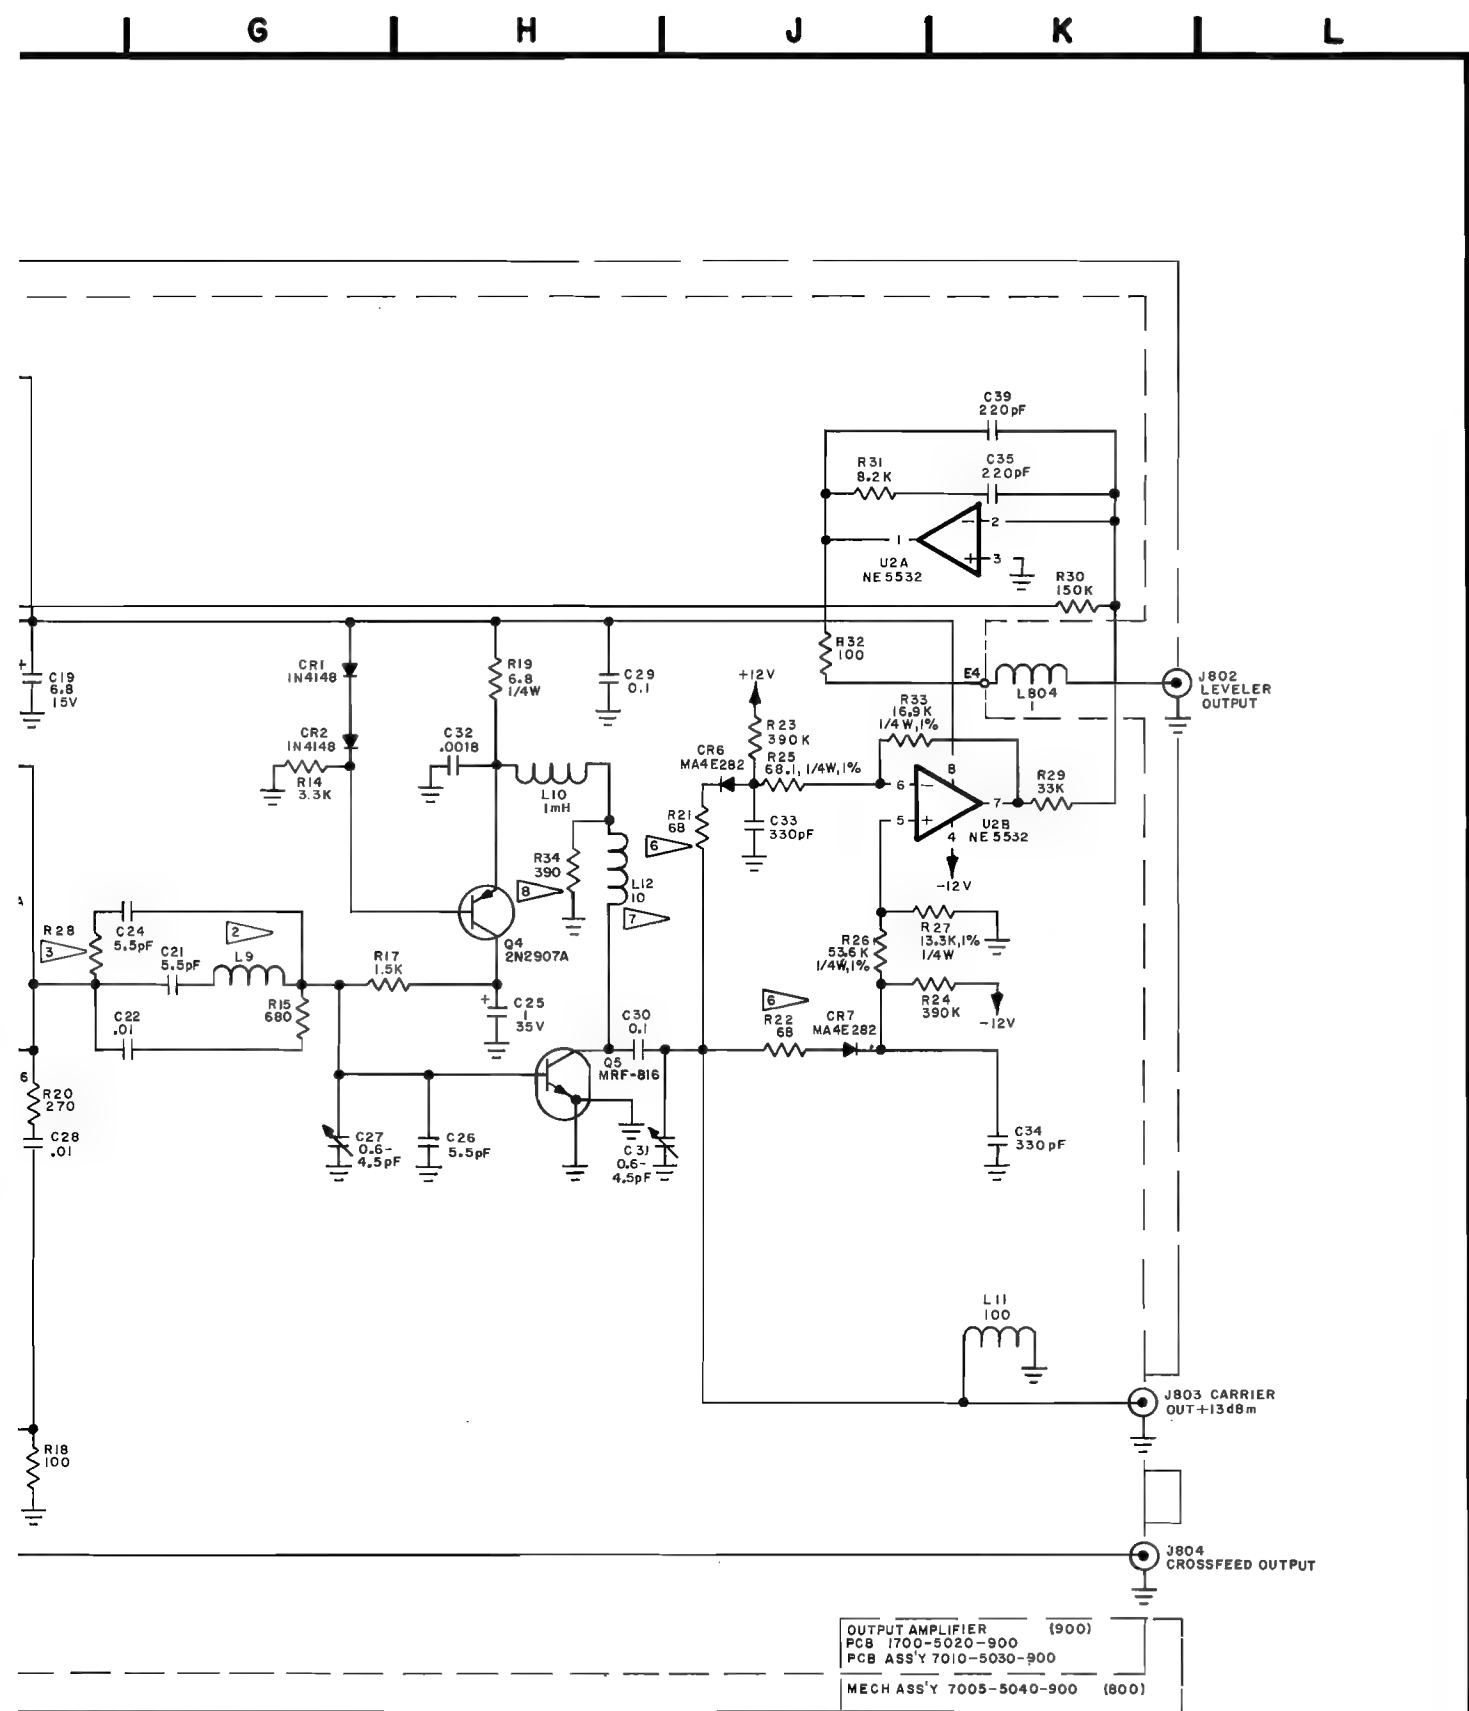 G H J K L
C39
220pF
R31
8.2K
C35
220pF
2
1
3
U2A
NE5532
R30
150K
+
C19
6.8
15V
CR1
1N4148
R19
6.8
1/4W
C29
0.1
R32
100
E4
L804
1
J802
LEVELER
OUTPUT
+12V
R33
16.9K
1/4W,1%
CR2
1N4148
C32
.0018
R23
390K
CR6
MA4E282
R25
68.1,1/4W,1%
R14
3.3K
L10
1mH
8
6
7
5
4
U2B
NE5532
R29
33K
R21
68
6
C33
330pF
-12V
R34
390
8
L12
10
7
Q4
2N2907A
R28
3
C24
5.5pF
2
C21
5.5pF
L9
R17
1.5K
R26
53.6K
1/4W,1%
R27
13.3K,1%
1/4W
R15
680
+
C25
1
35V
6
R22
68
CR7
MA4E282
R24
390K
-12V
C22
.01
C30
0.1
Q5
MRF-816
6
R20
270
C28
.01
C27
0.6-
4.5pF
C26
5.5pF
C31
0.6-
4.5pF
C34
330pF
L11
100
J803 CARRIER
OUT+13dBm
R18
100
J804
CROSSFEED OUTPUT
OUTPUT AMPLIFIER (900)
PCB 1700-5020-900
PCB ASS'Y 7010-5030-900
MECH ASS'Y 7005-5040-900 (800)